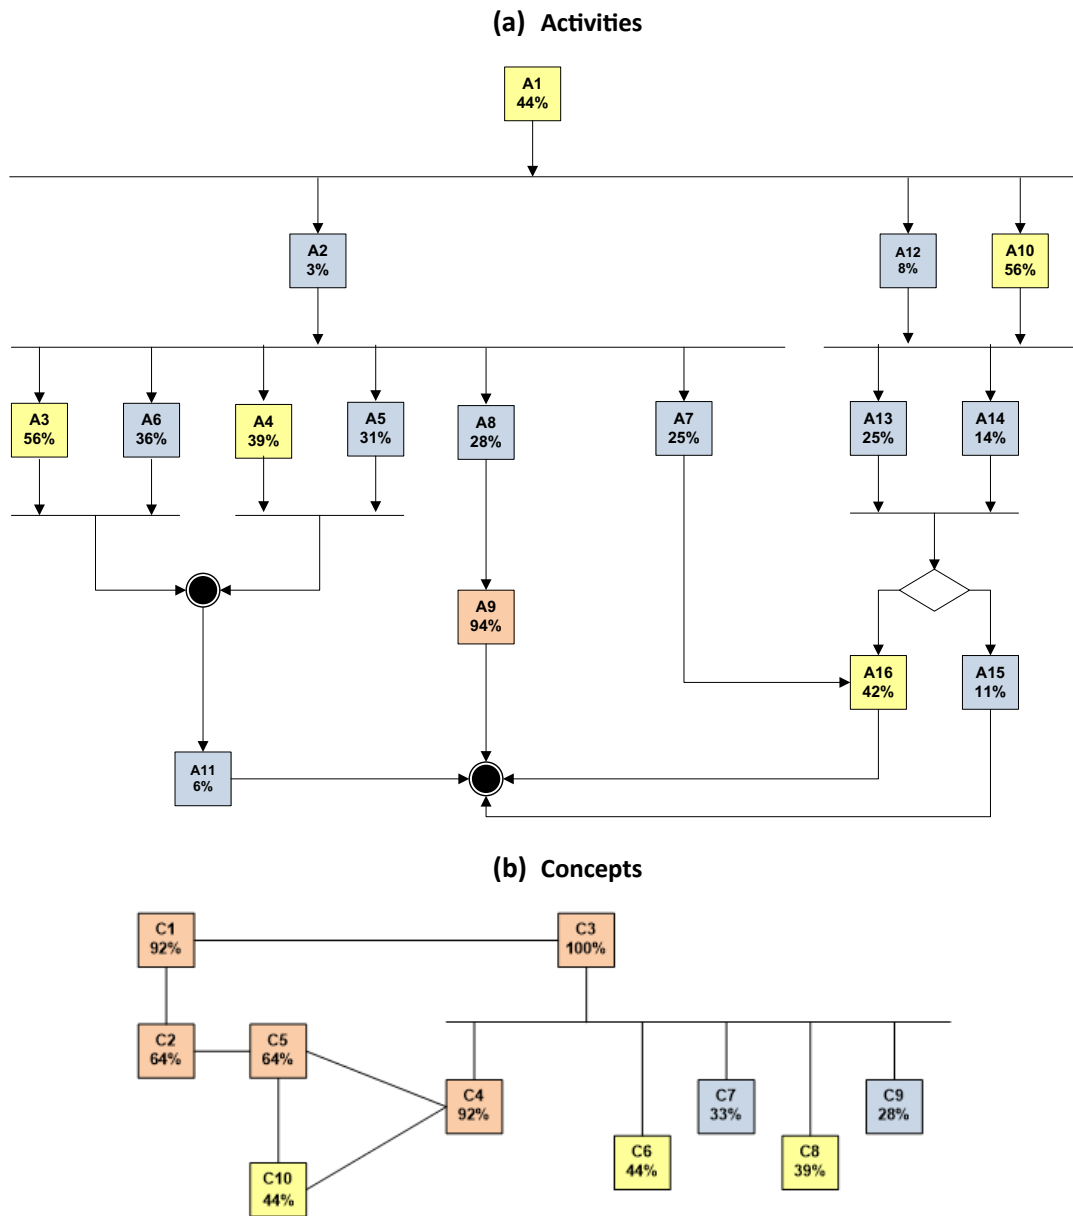 (a) Activities
A1
44%
A2
3%
A12
8%
A10
56%
A3
56%
A6
36%
A4
39%
A5
31%
A8
28%
A7
25%
A13
25%
A14
14%
A9
94%
A16
42%
A15
11%
A11
6%
(b) Concepts
C1
92%
C3
100%
C2
64%
C5
64%
C4
92%
C7
33%
C9
28%
C6
44%
C8
39%
C10
44%